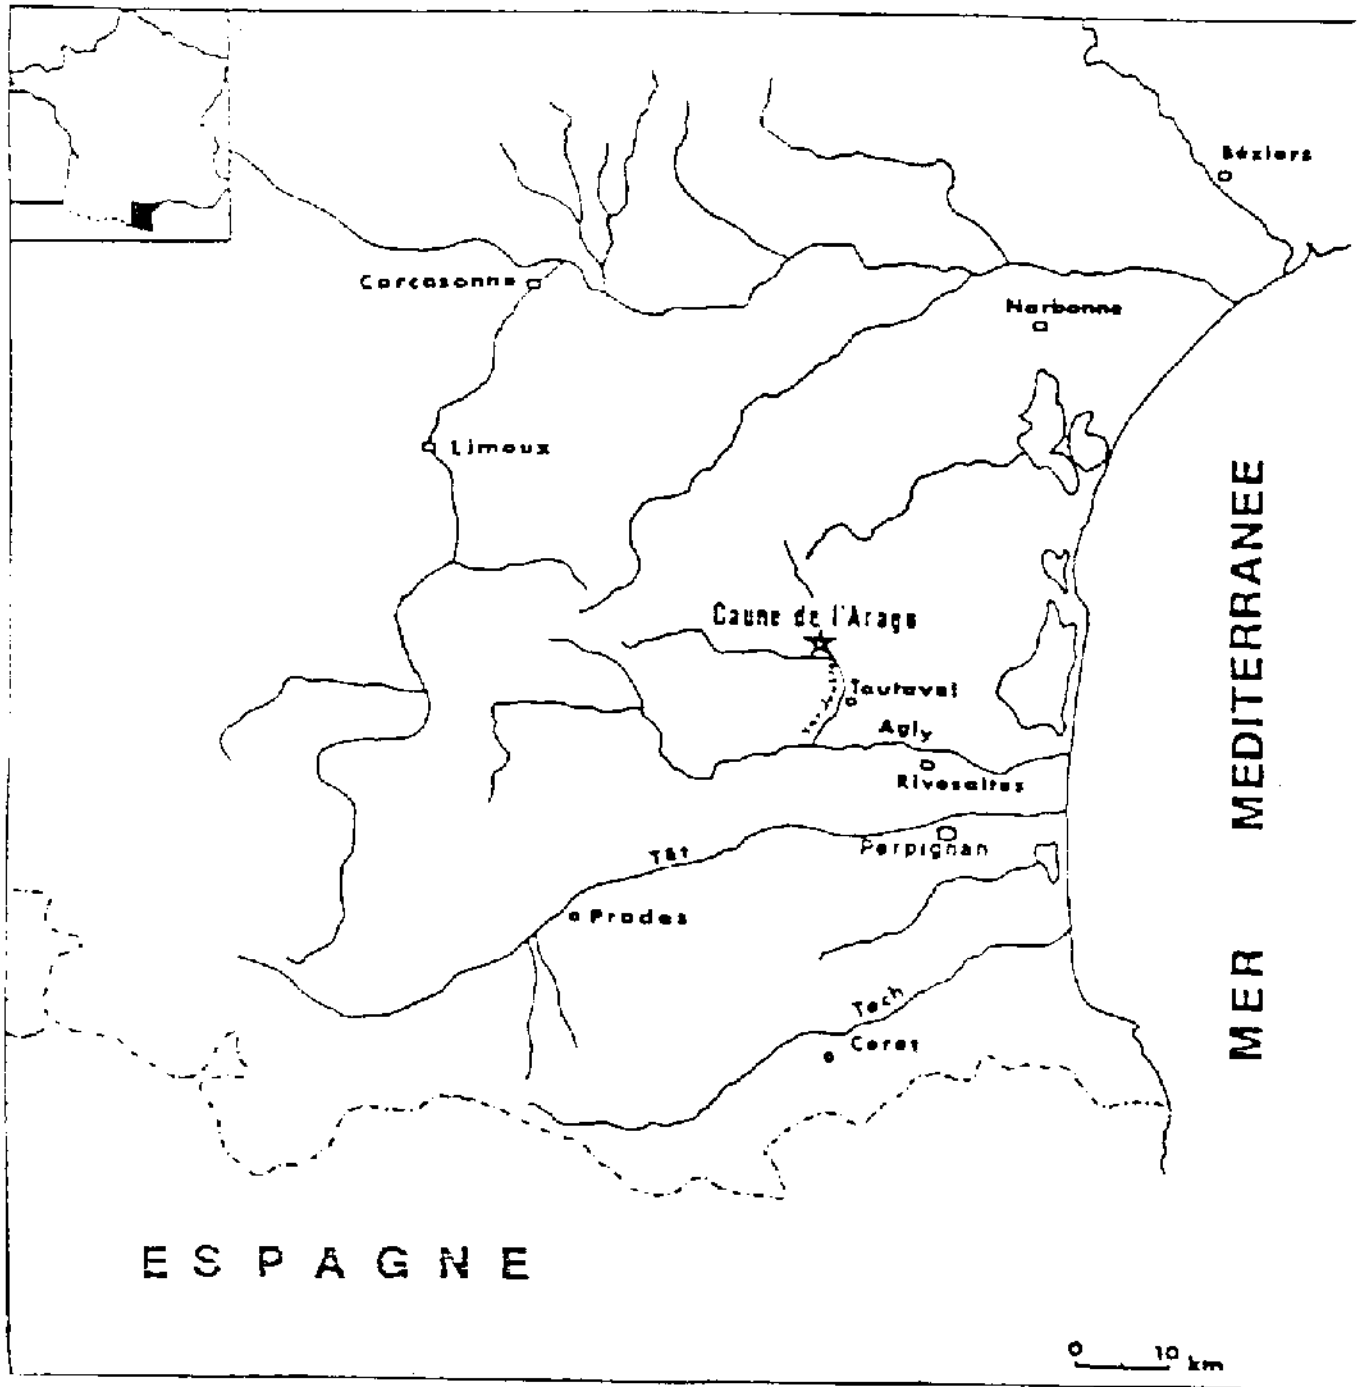 Béziers
Carcasonne
Narbonne
Limoux
Caune de l'Arago
Tautavel
Agly
Rivesaltes
Têt
Perpignan
Prades
Tech
Ceret
MER MEDITERRANEE
ESPAGNE
0 10 km